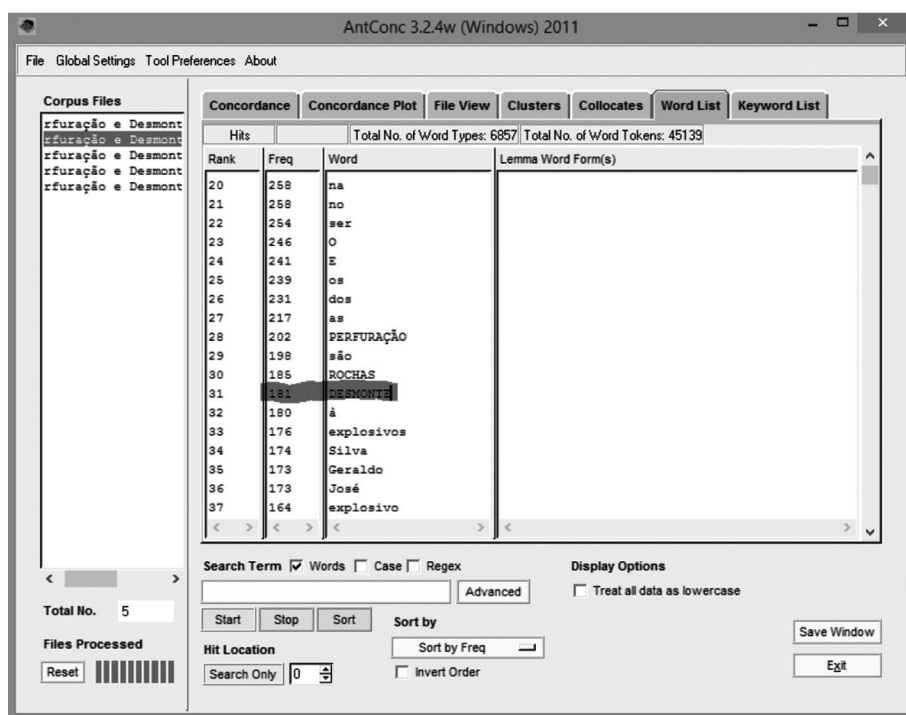 AntConc 3.2.4w (Windows) 2011
File Global Settings Tool Preferences About
Corpus Files
rfuração e Desmont
rfuração e Desmont
rfuração e Desmont
rfuração e Desmont
rfuração e Desmont
Total No. 5
Files Processed
Reset
Concordance Concordance Plot File View Clusters Collocates Word List Keyword List
Hits Total No. of Word Types: 6857 Total No. of Word Tokens: 45139
Rank Freq Word Lemma Word Form(s)
20 258 na
21 258 no
22 254 ser
23 246 O
24 241 E
25 239 os
26 231 dos
27 217 as
28 202 PERFURAÇÃO
29 198 são
30 185 ROCHAS
31 181 DESMONTE
32 180 à
33 176 explosivos
34 174 Silva
35 173 Geraldo
36 173 José
37 164 explosivo
Search Term Words Case Regex
Advanced
Start Stop Sort
Hit Location
Search Only 0
Sort by
Sort by Freq
Invert Order
Display Options
Treat all data as lowercase
Save Window
Exit